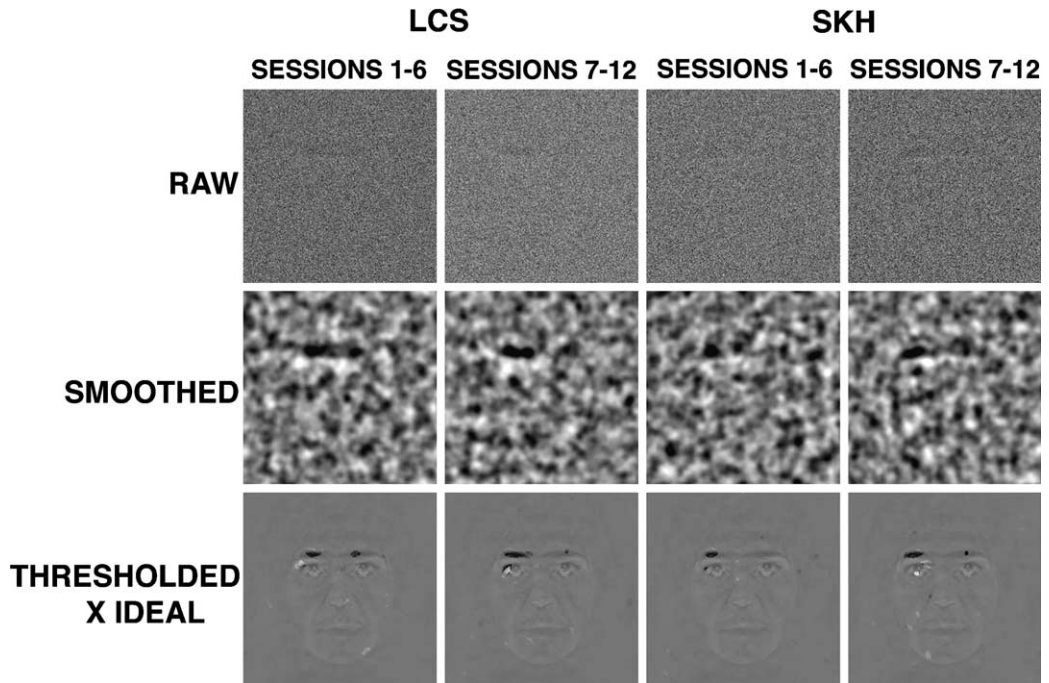 LCS
SKH
SESSIONS 1-6
SESSIONS 7-12
SESSIONS 1-6
SESSIONS 7-12
RAW
SMOOTHED
THRESHOLDED
X IDEAL